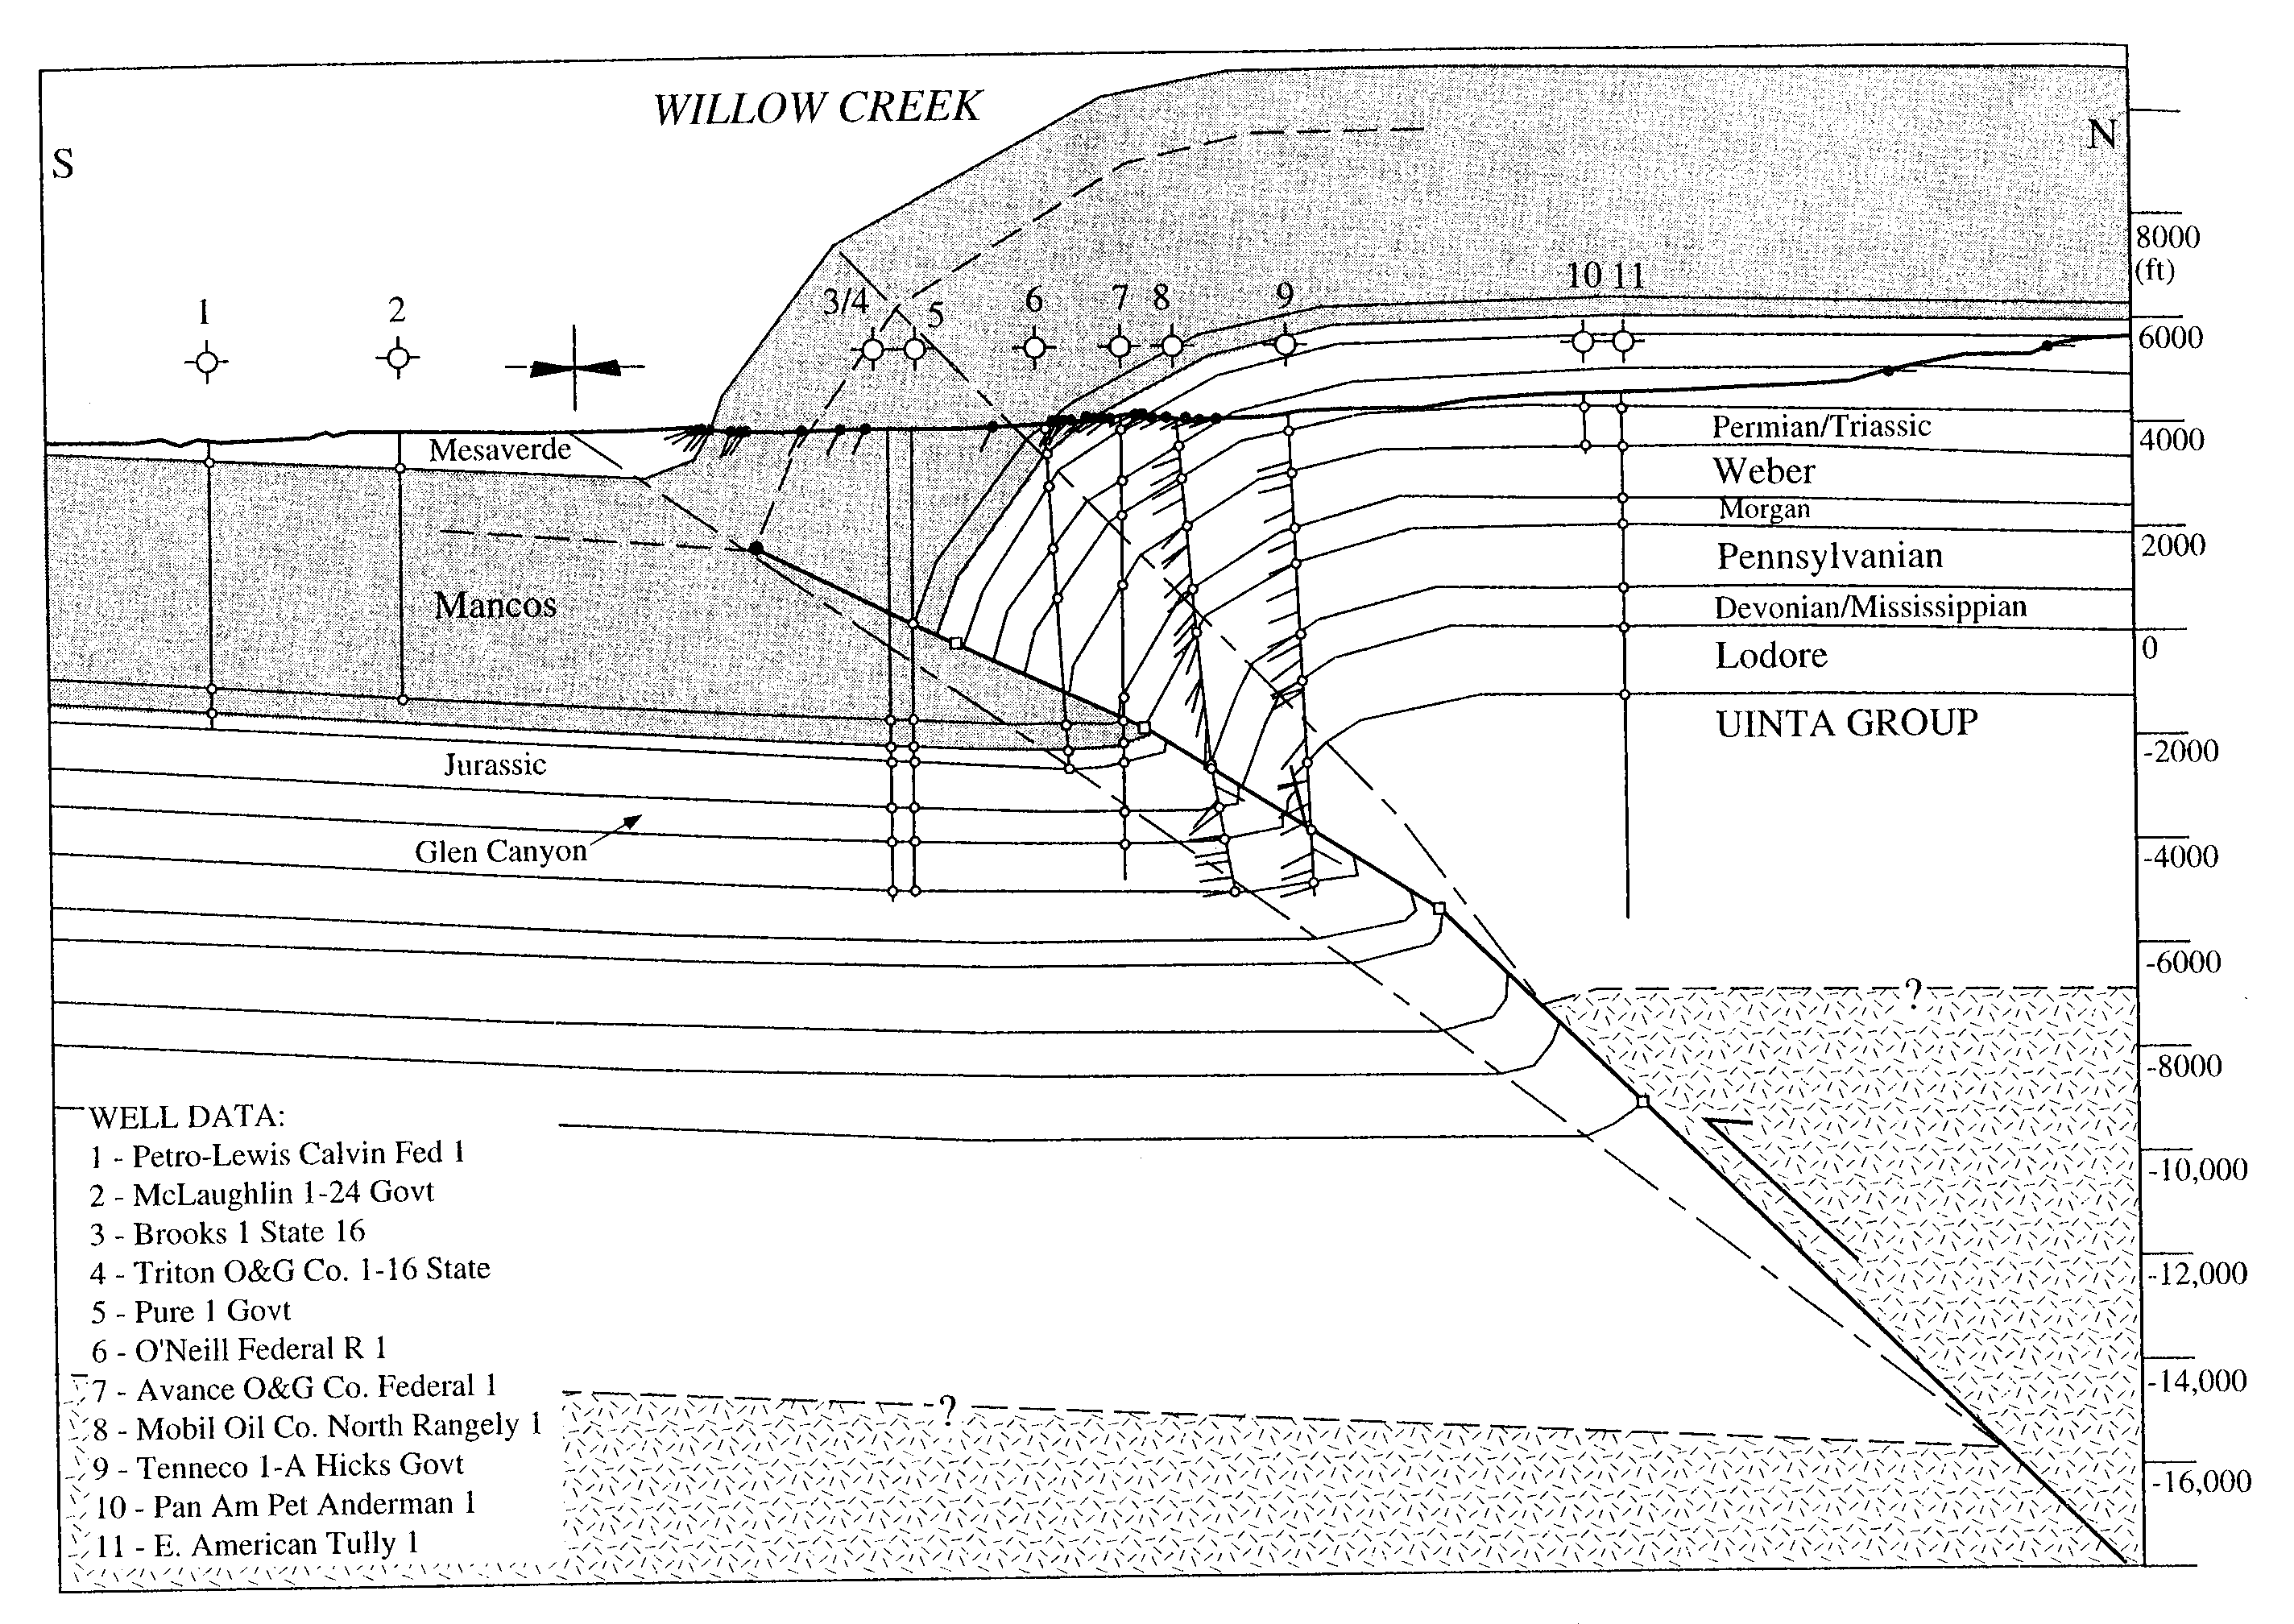 WILLOW CREEK
S
N
8000
(ft)
1
2
3/4
5
6
7
8
9
10 11
6000
Mesaverde
Permian/Triassic
4000
Weber
Morgan
2000
Pennsylvanian
Mancos
Devonian/Mississippian
0
Lodore
UINTA GROUP
-2000
Jurassic
Glen Canyon
-4000
-6000
?
-8000
WELL DATA:
1 - Petro-Lewis Calvin Fed 1
2 - McLaughlin 1-24 Govt
3 - Brooks 1 State 16
4 - Triton O&G Co. 1-16 State
5 - Pure 1 Govt
6 - O'Neill Federal R 1
7 - Avance O&G Co. Federal 1
8 - Mobil Oil Co. North Rangely 1
9 - Tenneco 1-A Hicks Govt
10 - Pan Am Pet Anderman 1
11 - E. American Tully 1
-10,000
-12,000
-14,000
?
-16,000